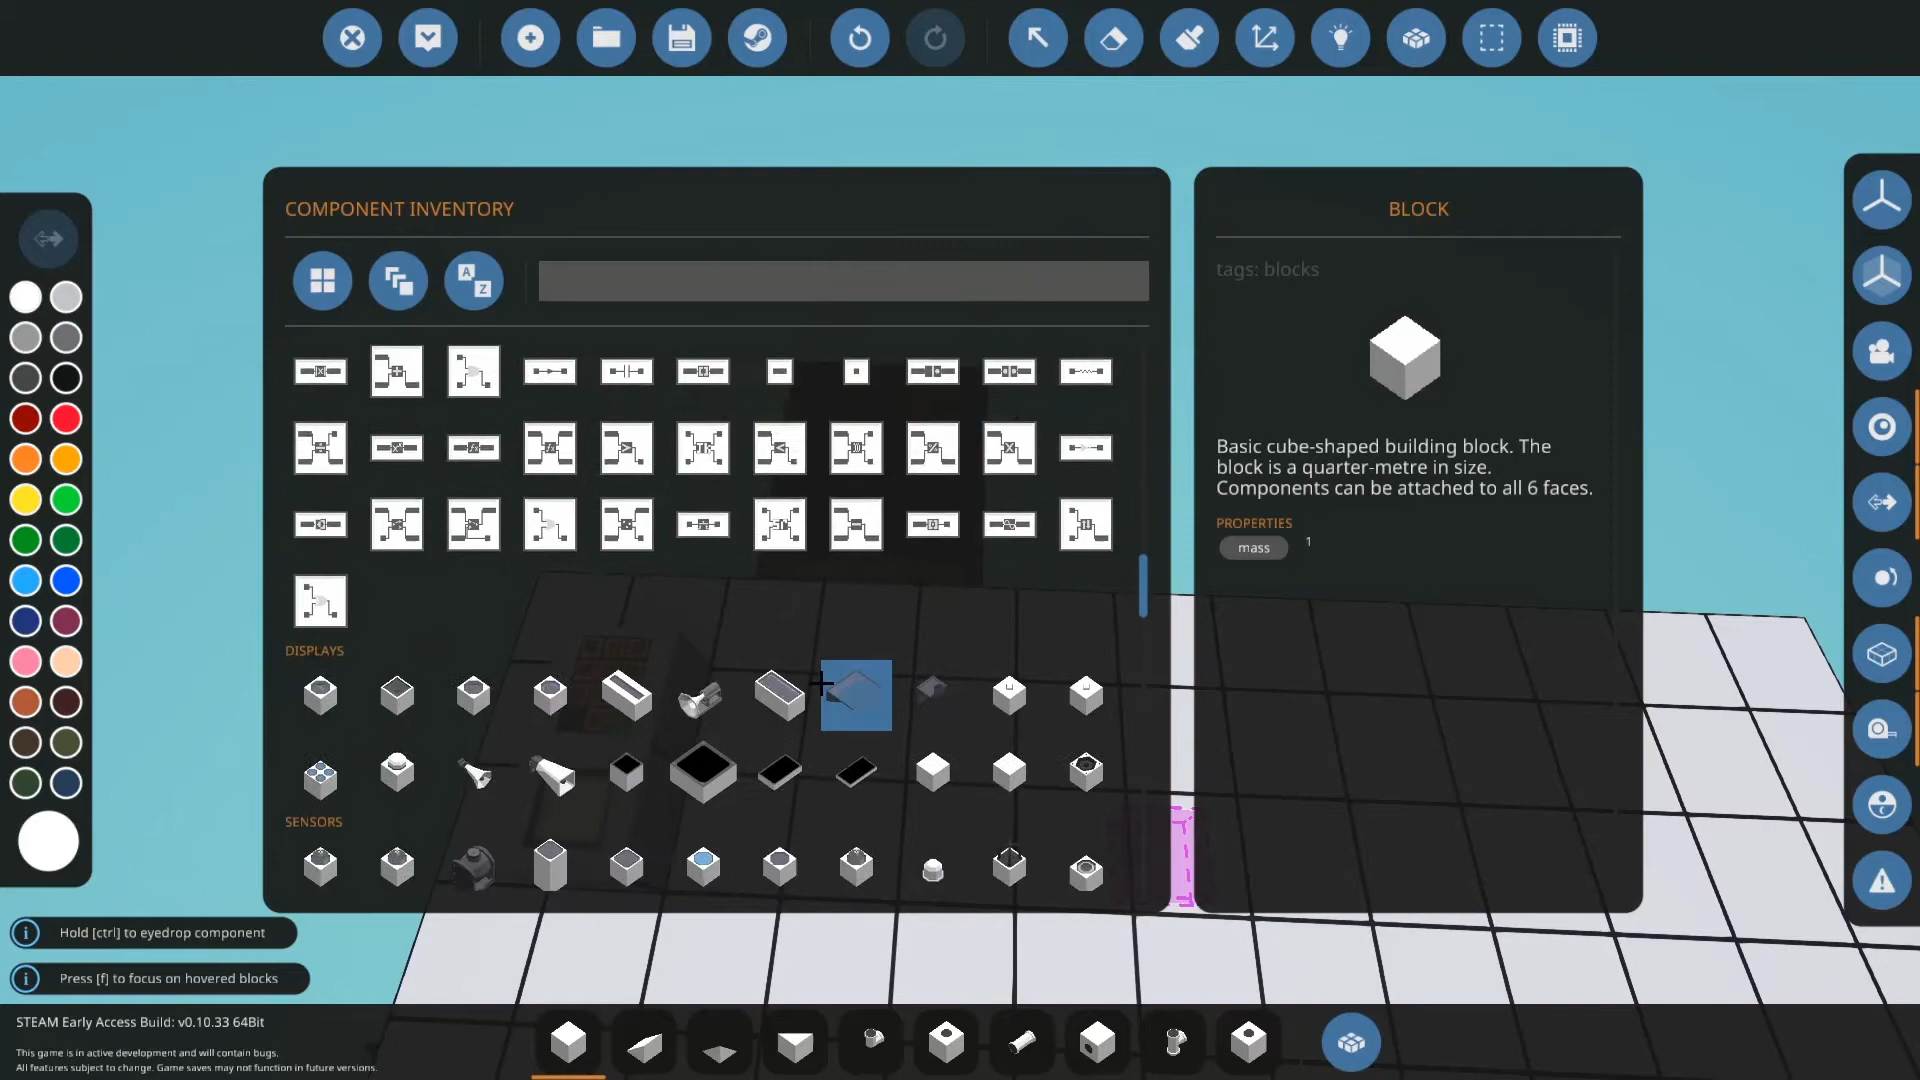 COMPONENT INVENTORY
A
Z
DISPLAYS
SENSORS
BLOCK
tags: blocks
Basic cube-shaped building block. The
block is a quarter-metre in size.
Components can be attached to all 6 faces.
PROPERTIES
mass 1
Hold [ctrl] to eyedrop component
Press [f] to focus on hovered blocks
STEAM Early Access Build: v0.10.33 64Bit
This game is in active development and will contain bugs.
All features subject to change. Game saves may not function in future versions.